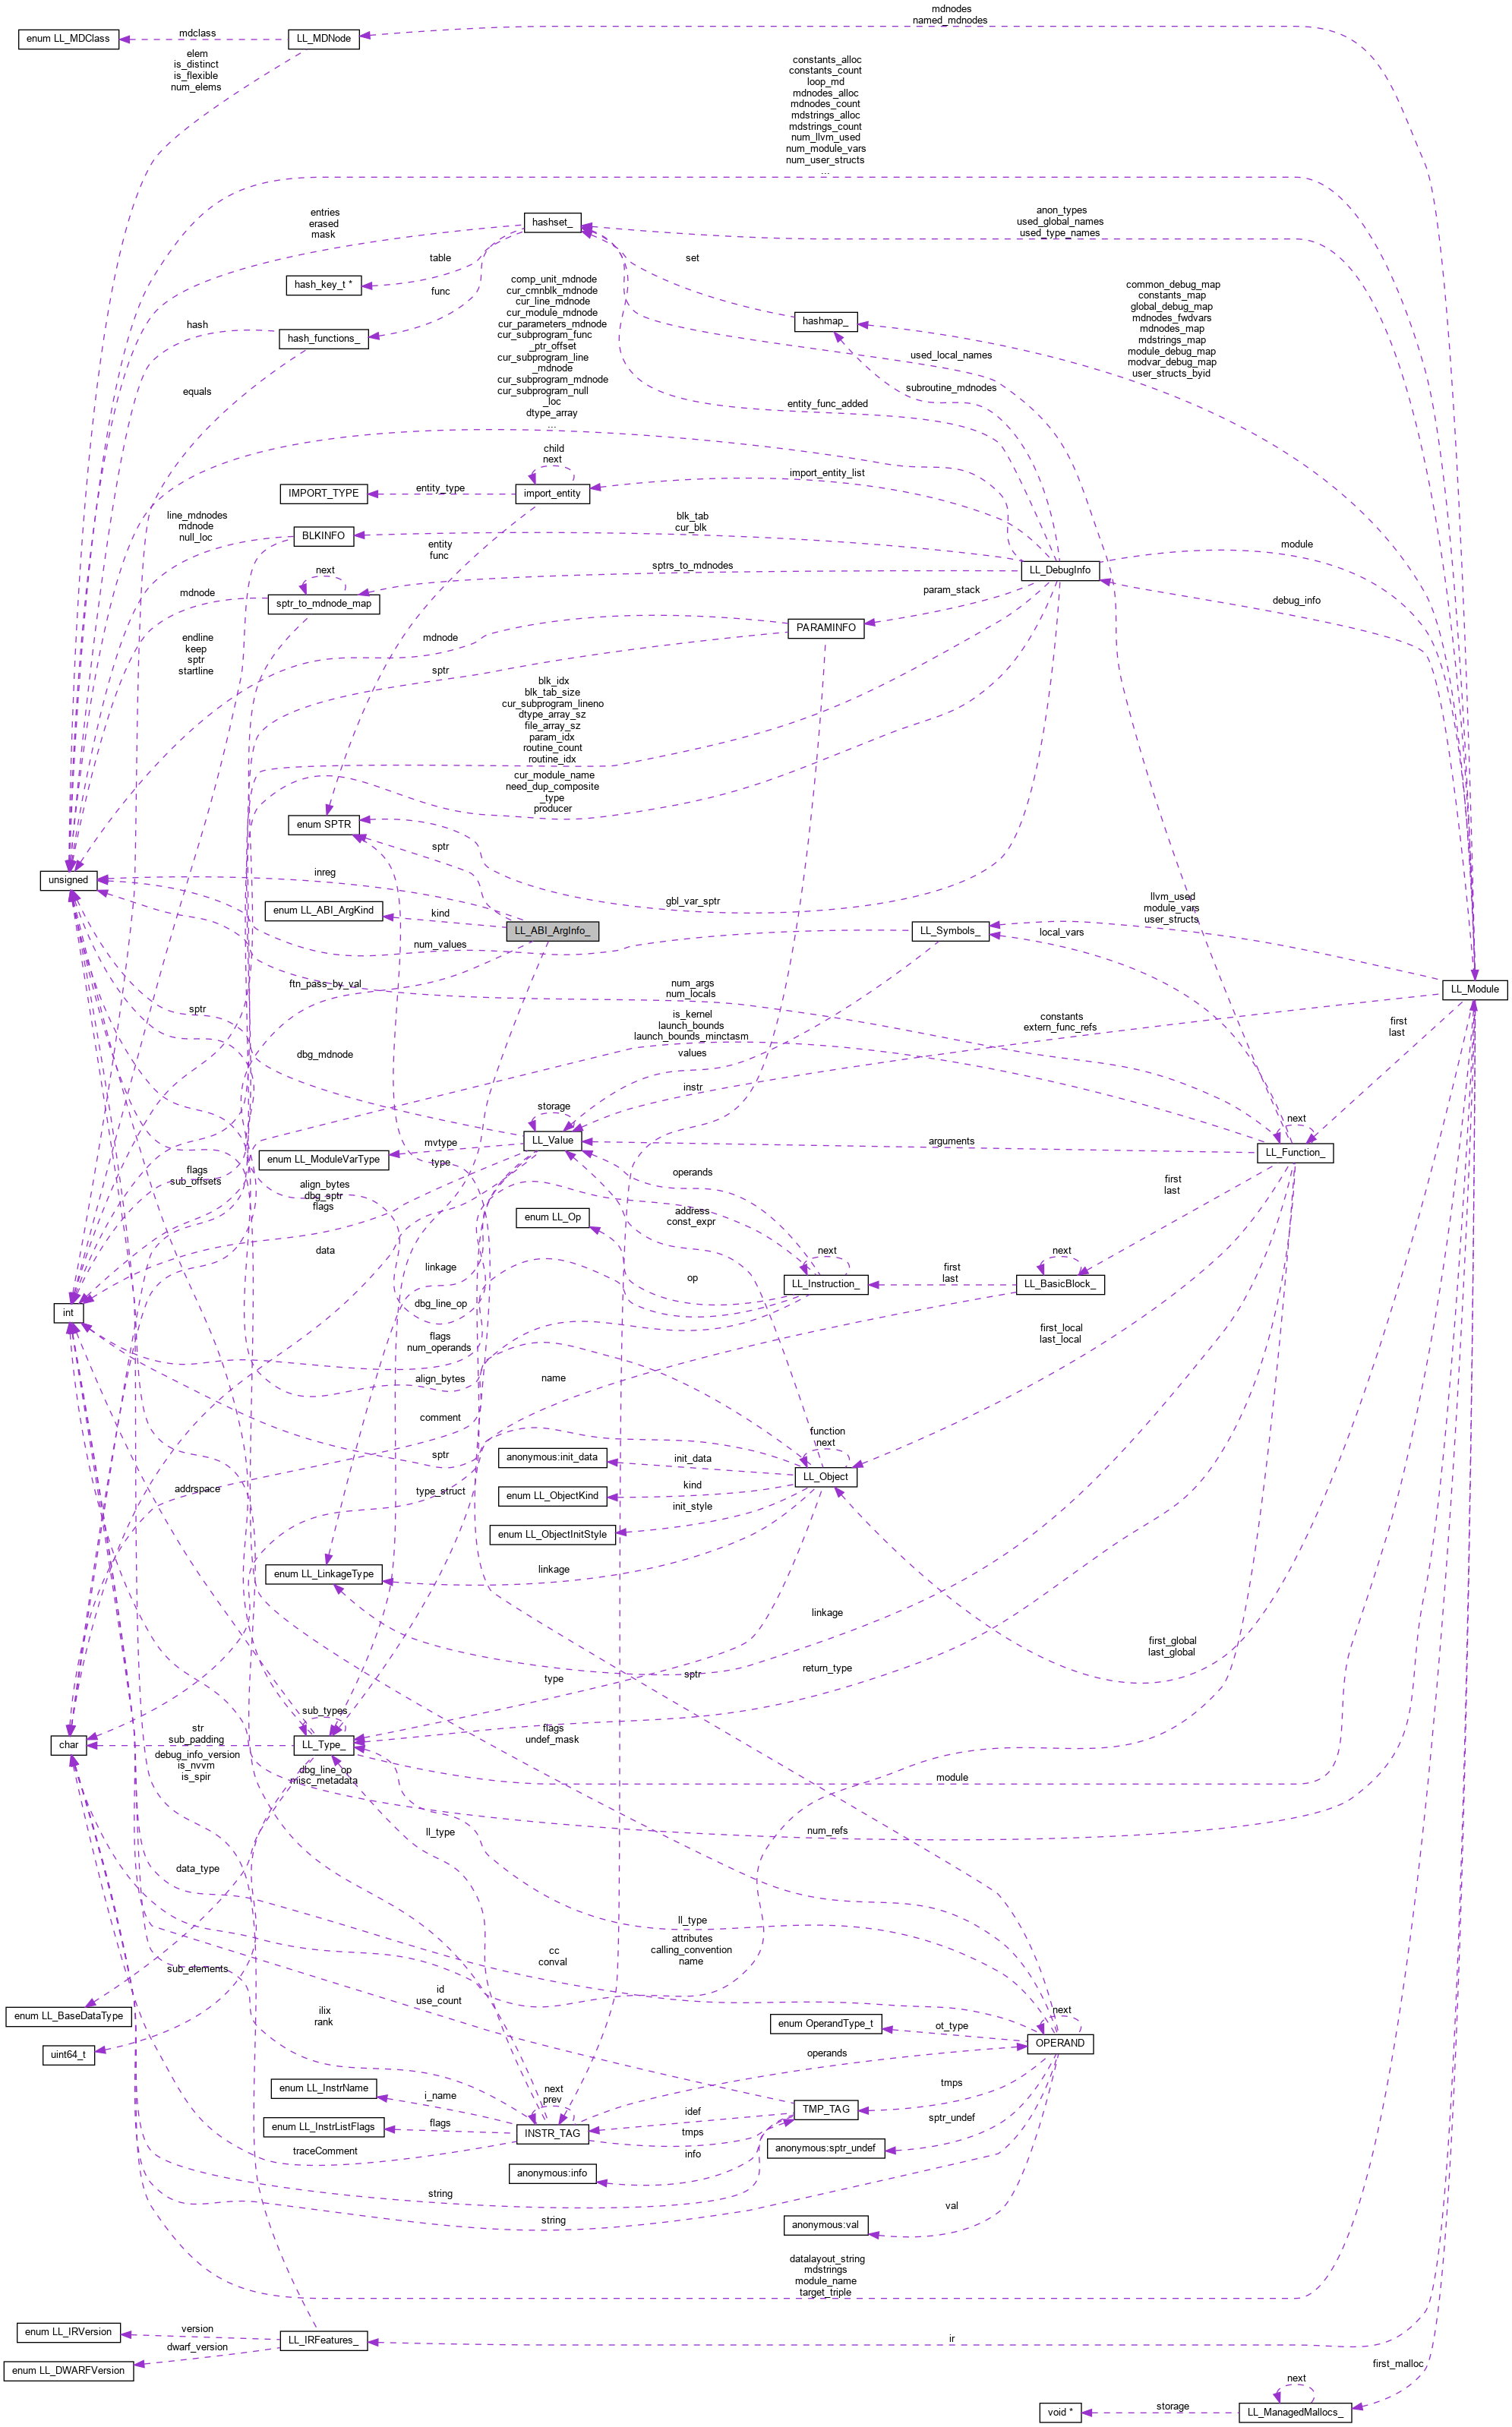 mdnodes
named_mdnodes
enum LL_MDClass
mdclass
LL_MDNode
elem
is_distinct
is_flexible
num_elems
constants_alloc
constants_count
loop_md
mdnodes_alloc
mdnodes_count
mdstrings_alloc
mdstrings_count
num_llvm_used
num_module_vars
num_user_structs
...
entries
erased
mask
hashset_
anon_types
used_global_names
used_type_names
table
set
hash_key_t *
func
comp_unit_mdnode
cur_cmnblk_mdnode
cur_line_mdnode
cur_module_mdnode
cur_parameters_mdnode
cur_subprogram_func
_ptr_offset
cur_subprogram_line
_mdnode
cur_subprogram_mdnode
cur_subprogram_null
_loc
dtype_array
...
common_debug_map
constants_map
global_debug_map
mdnodes_fwdvars
mdnodes_map
mdstrings_map
module_debug_map
modvar_debug_map
user_structs_byid
hash
hash_functions_
hashmap_
used_local_names
equals
subroutine_mdnodes
entity_func_added
child
next
import_entity_list
IMPORT_TYPE
entity_type
import_entity
line_mdnodes
mdnode
null_loc
BLKINFO
entity
func
blk_tab
cur_blk
module
next
sptrs_to_mdnodes
LL_DebugInfo
mdnode
sptr_to_mdnode_map
param_stack
debug_info
endline
keep
sptr
startline
mdnode
PARAMINFO
sptr
blk_idx
blk_tab_size
cur_subprogram_lineno
dtype_array_sz
file_array_sz
param_idx
routine_count
routine_idx
cur_module_name
need_dup_composite
_type
producer
enum SPTR
sptr
unsigned
inreg
gbl_var_sptr
llvm_used
module_vars
user_structs
enum LL_ABI_ArgKind
kind
LL_ABI_ArgInfo_
LL_Symbols_
local_vars
num_values
ftn_pass_by_val
num_args
num_locals
LL_Module
sptr
is_kernel
launch_bounds
launch_bounds_minctasm
constants
extern_func_refs
first
last
dbg_mdnode
values
instr
storage
next
LL_Value
arguments
LL_Function_
mvtype
enum LL_ModuleVarType
type
flags
sub_offsets
operands
first
last
align_bytes
dbg_sptr
flags
enum LL_Op
address
const_expr
data
next
next
linkage
op
LL_Instruction_
first
last
LL_BasicBlock_
int
dbg_line_op
first_local
last_local
flags
num_operands
align_bytes
name
comment
function
next
sptr
anonymous:init_data
init_data
LL_Object
addrspace
type_struct
enum LL_ObjectKind
kind
enum LL_ObjectInitStyle
init_style
enum LL_LinkageType
linkage
linkage
first_global
last_global
type
sptr
return_type
sub_types
str
sub_padding
flags
undef_mask
char
LL_Type_
debug_info_version
is_nvvm
is_spir
dbg_line_op
misc_metadata
module
num_refs
ll_type
data_type
ll_type
attributes
calling_convention
name
cc
conval
sub_elements
id
use_count
enum LL_BaseDataType
ilix
rank
next
enum OperandType_t
ot_type
OPERAND
uint64_t
operands
enum LL_InstrName
i_name
next
prev
tmps
TMP_TAG
idef
enum LL_InstrListFlags
flags
INSTR_TAG
tmps
sptr_undef
traceComment
info
anonymous:sptr_undef
anonymous:info
string
val
string
anonymous:val
datalayout_string
mdstrings
module_name
target_triple
enum LL_IRVersion
version
LL_IRFeatures_
ir
dwarf_version
enum LL_DWARFVersion
first_malloc
next
void *
storage
LL_ManagedMallocs_